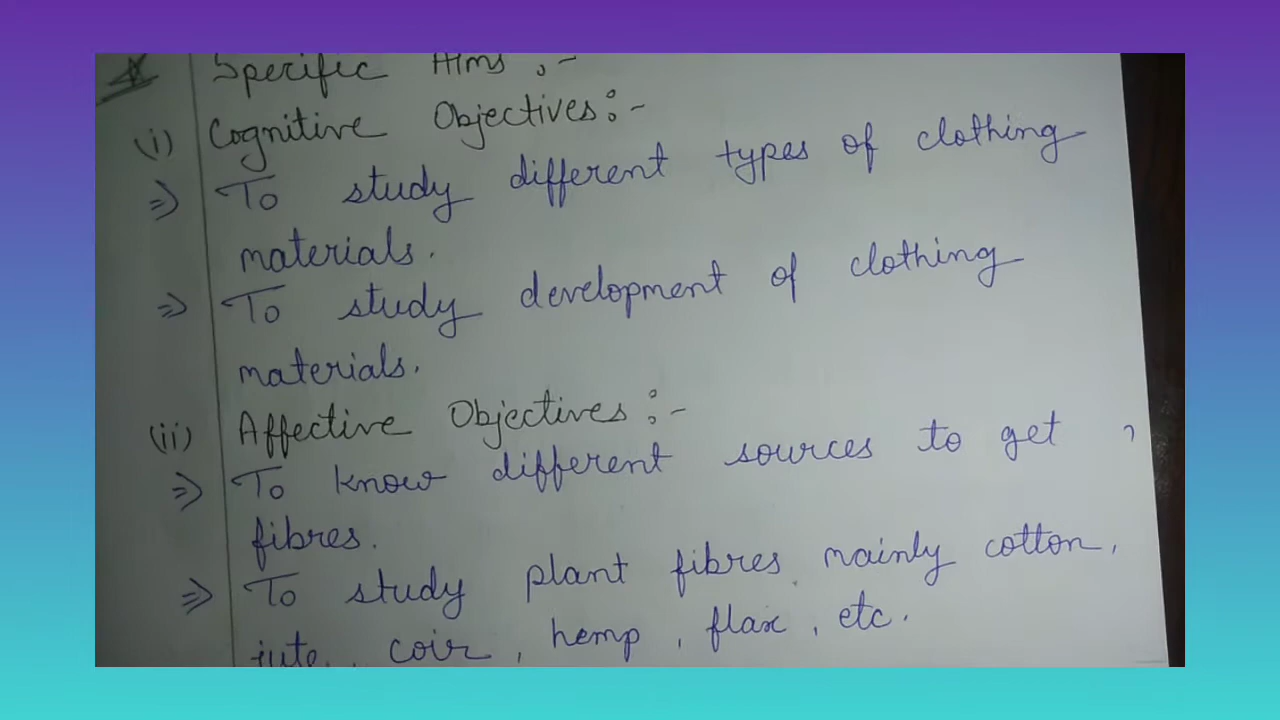 Specific Aims :-
(i) Cognitive Objectives :-
⇒ To study different types of clothing
materials.
⇒ To study development of clothing
materials.
(ii) Affective Objectives :-
⇒ To know different sources to get
fibres.
⇒ To study plant fibres mainly cotton,
jute, coir, hemp, flax, etc.